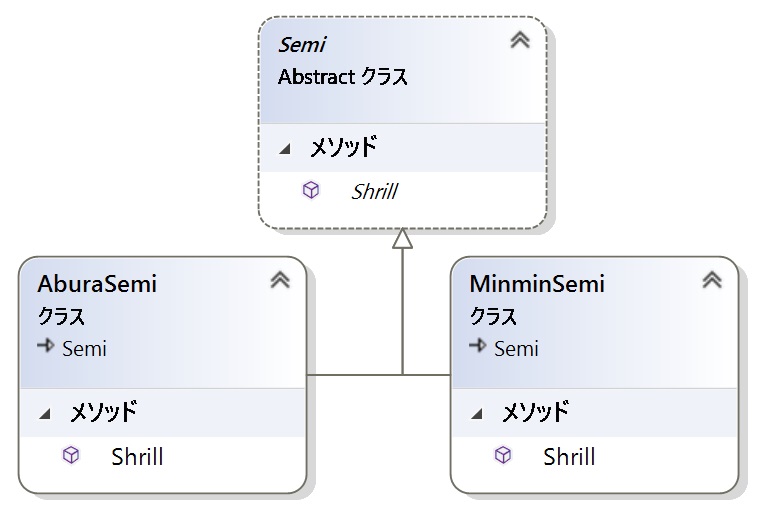 Semi
Abstract クラス
メソッド
Shrill
AburaSemi
クラス
Semi
メソッド
Shrill
MinminSemi
クラス
Semi
メソッド
Shrill